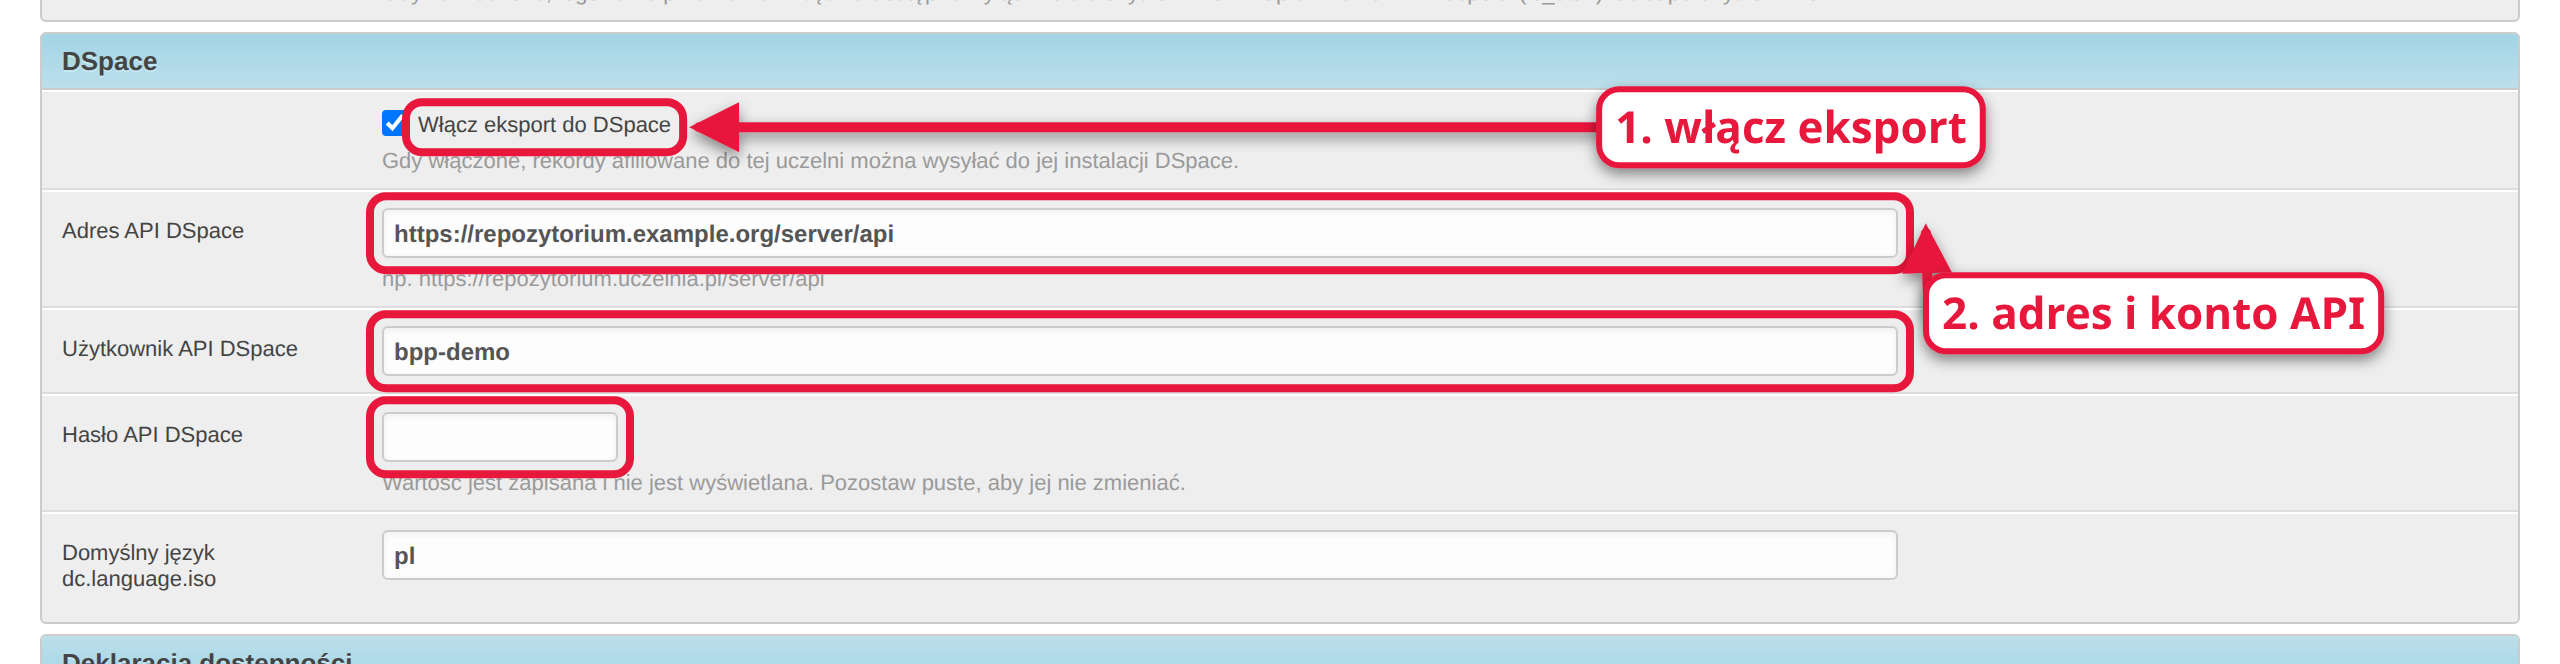 DSpace
Włącz eksport do DSpace
1. włącz eksport
Gdy włączone, rekordy afiliowane do tej uczelni można wysyłać do jej instalacji DSpace.
Adres API DSpace
https://repozytorium.example.org/server/api
np. https://repozytorium.uczelnia.pl/server/api
2. adres i konto API
Użytkownik API DSpace
bpp-demo
Hasło API DSpace
Wartość jest zapisana i nie jest wyświetlana. Pozostaw puste, aby jej nie zmieniać.
Domyślny język
dc.language.iso
pl
Deklaracja dostępności